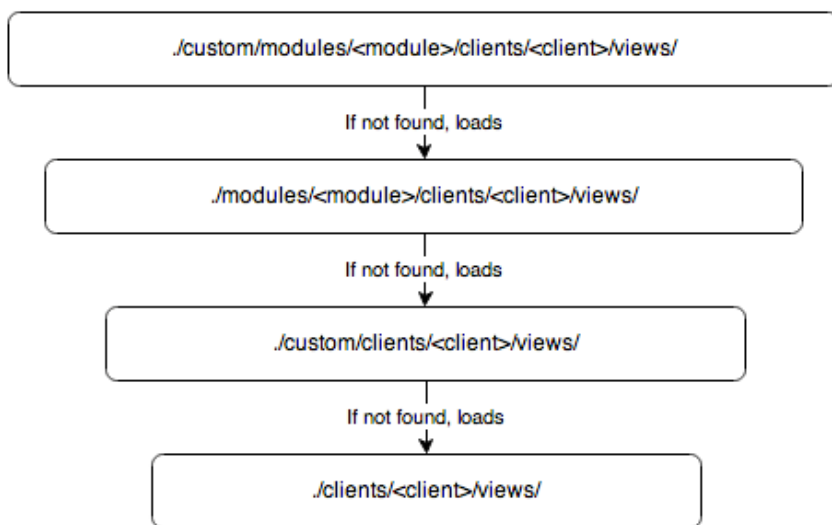 ./custom/modules/<module>/clients/<client>/views/
If not found, loads
./modules/<module>/clients/<client>/views/
If not found, loads
./custom/clients/<client>/views/
If not found, loads
./clients/<client>/views/